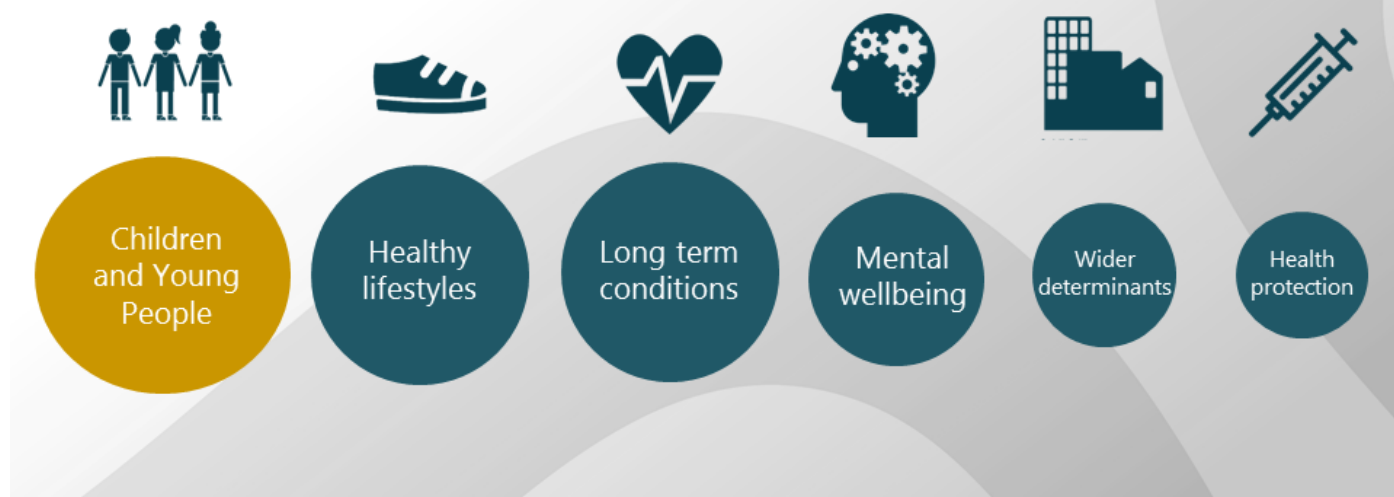 Children
and Young
People
Healthy
lifestyles
Long term
conditions
Mental
wellbeing
Wider
determinants
Health
protection